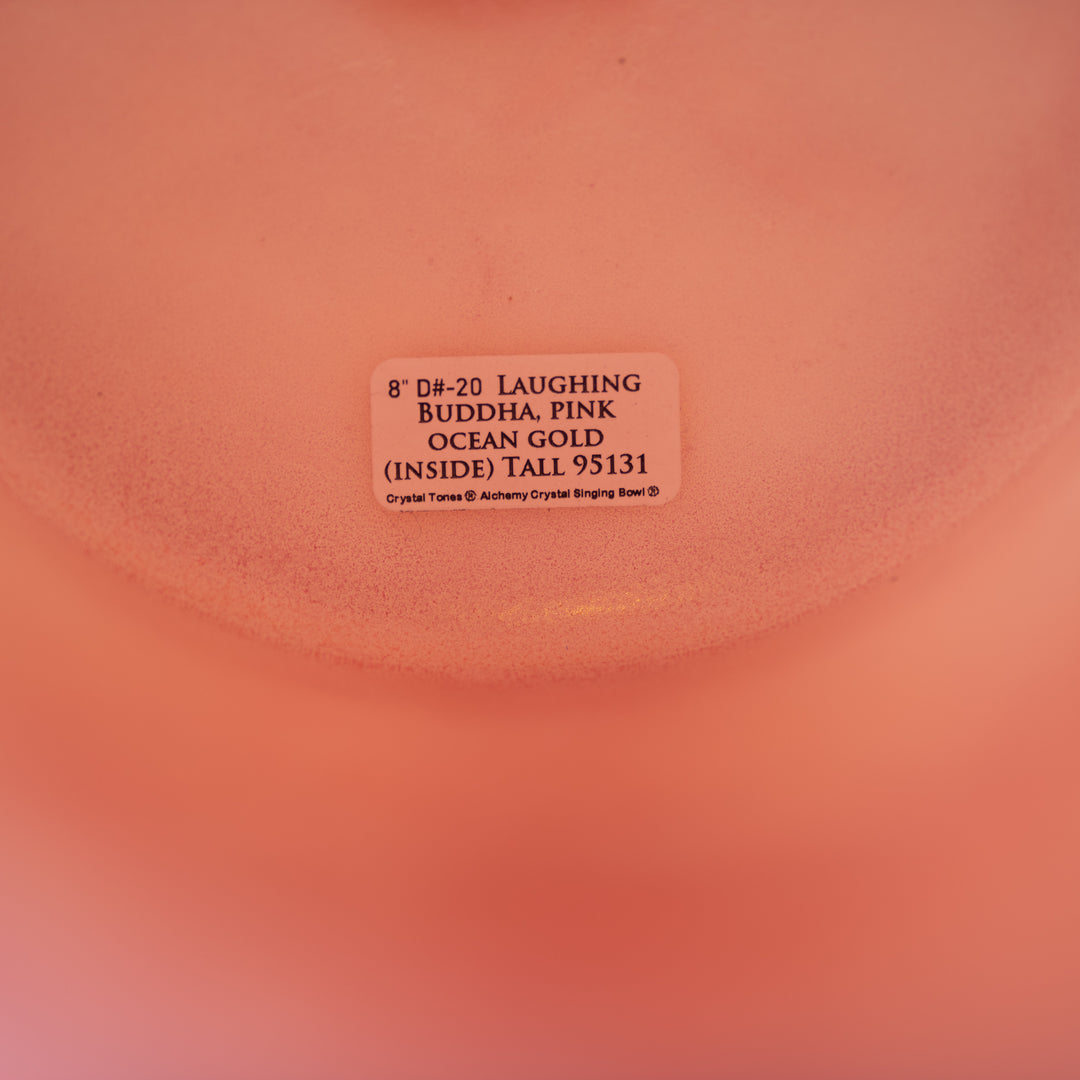 8" D#-20 Laughing
Buddha, pink
ocean gold
(inside) Tall 95131
Crystal Tones ® Alchemy Crystal Singing Bowl ®